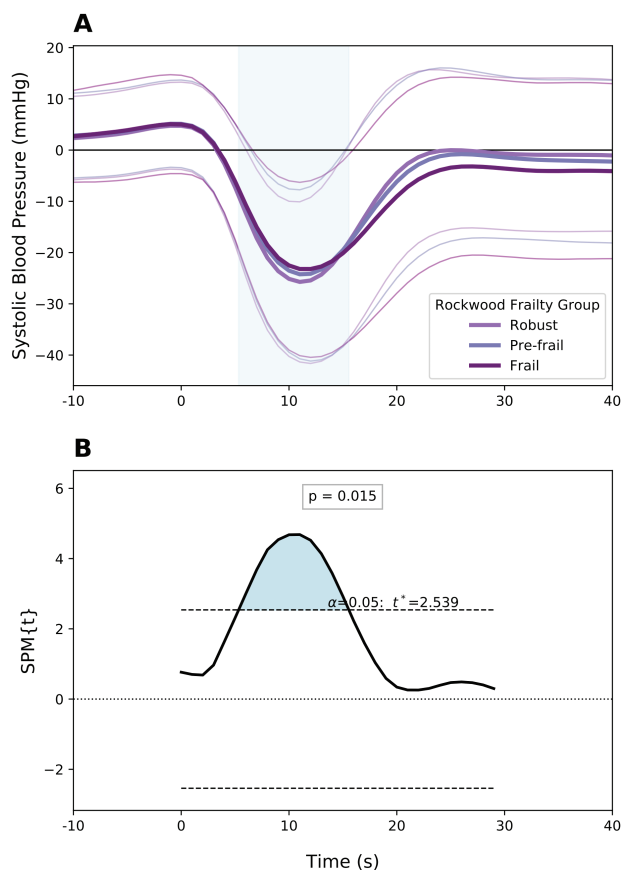 A
Systolic Blood Pressure (mmHg)
20
10
0
−10
−20
−30
−40
Rockwood Frailty Group
Robust
Pre-frail
Frail
-10 0 10 20 30 40
B
SPM{t}
6
4
2
0
−2
p = 0.015
α=0.05: t*=2.539
-10 0 10 20 30 40
Time (s)